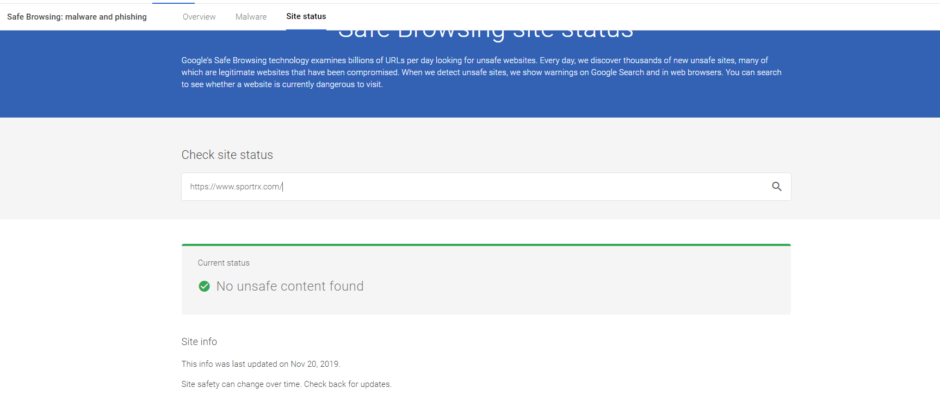 Safe Browsing: malware and phishing
Overview
Malware
Site status
Safe Browsing site status
Google's Safe Browsing technology examines billions of URLs per day looking for unsafe websites. Every day, we discover thousands of new unsafe sites, many of
which are legitimate websites that have been compromised. When we detect unsafe sites, we show warnings on Google Search and in web browsers. You can search
to see whether a website is currently dangerous to visit.
Check site status
https://www.sportrx.com/
Current status
No unsafe content found
Site info
This info was last updated on Nov 20, 2019.
Site safety can change over time. Check back for updates.